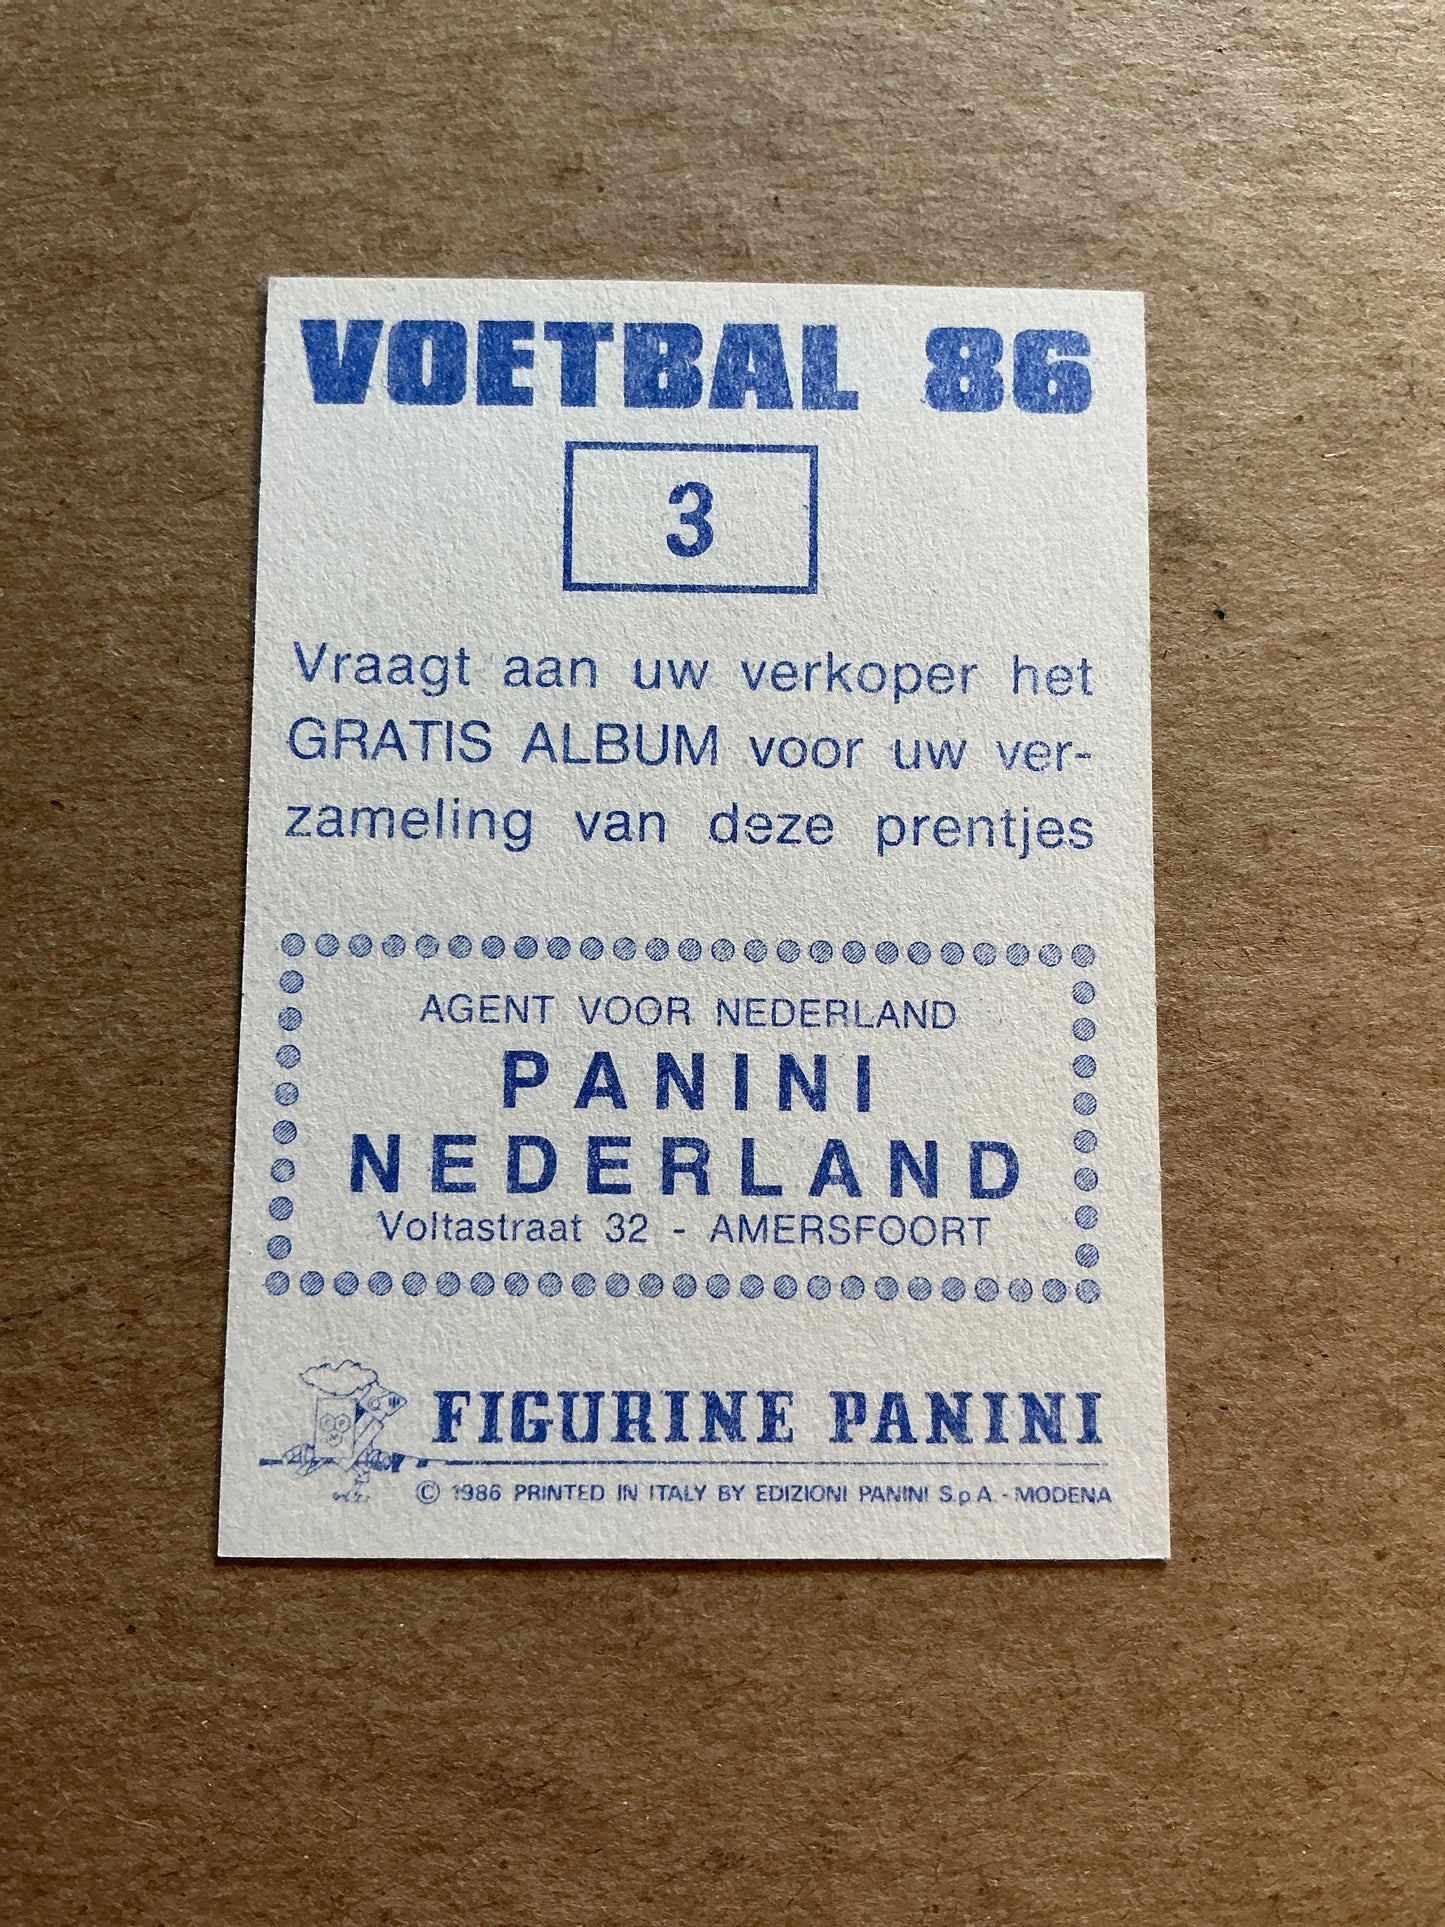 VOETBAL 86
3
Vraagt aan uw verkoper het
GRATIS ALBUM voor uw ver-
zameling van deze prentjes
AGENT VOOR NEDERLAND
PANINI
NEDERLAND
Voltastraat 32 - AMERSFOORT
FIGURINE PANINI
© 1986 PRINTED IN ITALY BY EDIZIONI PANINI S.p.A. - MODENA